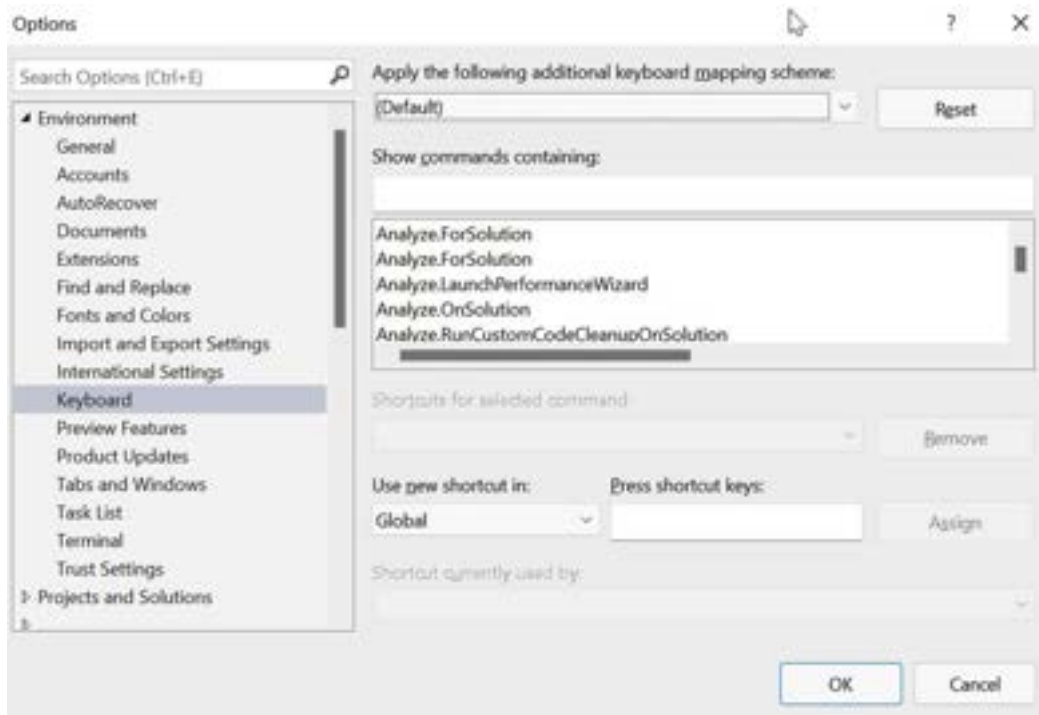 Options
?
Search Options (Ctrl+E)
Environment
General
Accounts
AutoRecover
Documents
Extensions
Find and Replace
Fonts and Colors
Import and Export Settings
International Settings
Keyboard
Preview Features
Product Updates
Tabs and Windows
Task List
Terminal
Trust Settings
Projects and Solutions
Apply the following additional keyboard mapping scheme:
(Default)
Reset
Show commands containing:
Analyze.ForSolution
Analyze.ForSolution
Analyze.LaunchPerformanceWizard
Analyze.OnSolution
Analyze.RunCustomCodeCleanupOnSolution
Shortcuts for selected command:
Remove
Use new shortcut in:
Press shortcut keys:
Global
Assign
Shortcut currently used by:
OK
Cancel